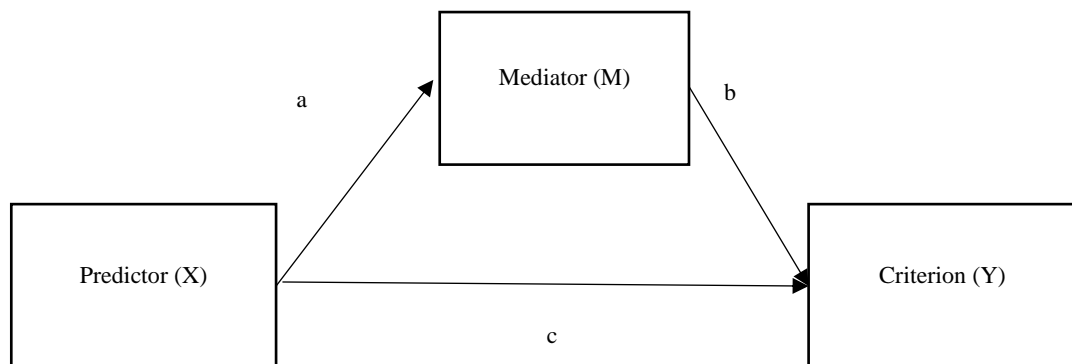 Mediator (M)
a
b
Predictor (X)
Criterion (Y)
c